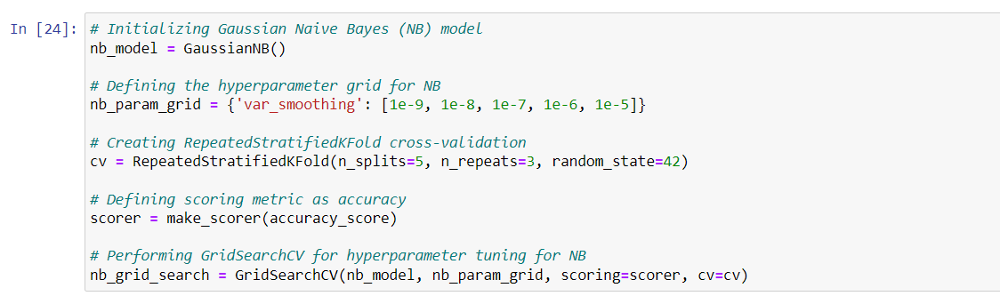 In [24]: # Initializing Gaussian Naive Bayes (NB) model
nb_model = GaussianNB()
# Defining the hyperparameter grid for NB
nb_param_grid = {'var_smoothing': [1e-9, 1e-8, 1e-7, 1e-6, 1e-5]}
# Creating RepeatedStratifiedKFold cross-validation
cv = RepeatedStratifiedKFold(n_splits=5, n_repeats=3, random_state=42)
# Defining scoring metric as accuracy
scorer = make_scorer(accuracy_score)
# Performing GridSearchCV for hyperparameter tuning for NB
nb_grid_search = GridSearchCV(nb_model, nb_param_grid, scoring=scorer, cv=cv)